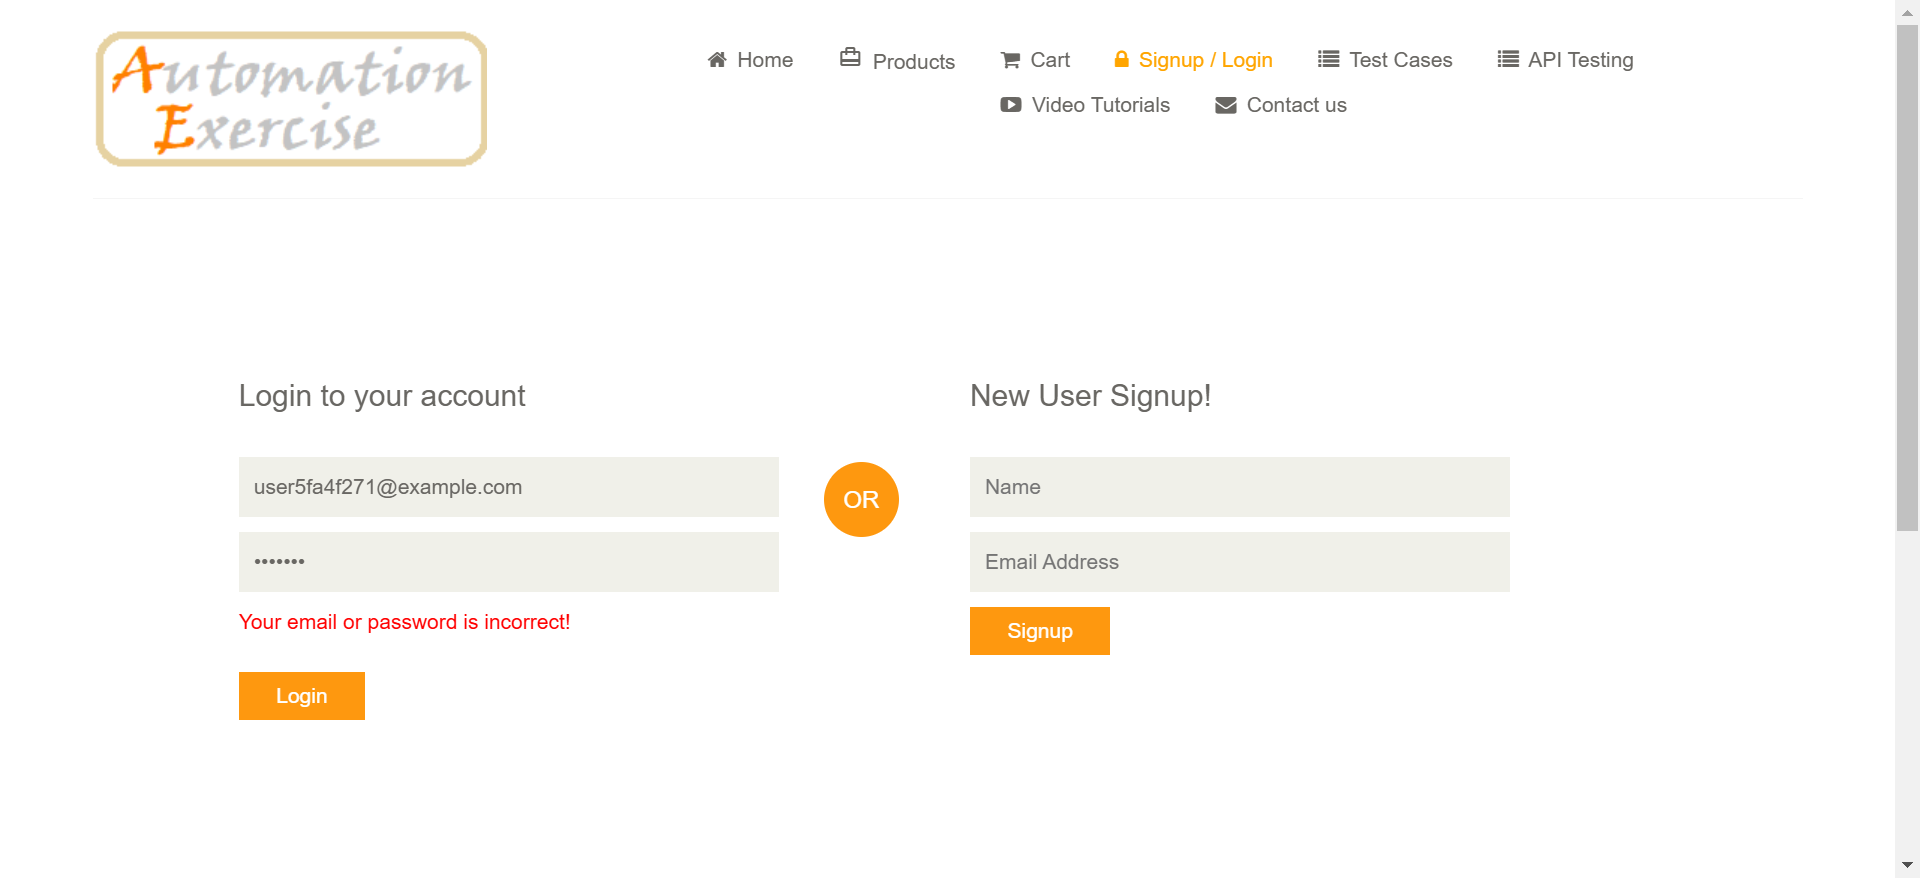 Automation
Exercise
Home Products Cart Signup / Login Test Cases API Testing
Video Tutorials Contact us
Login to your account
user5fa4f271@example.com
•••••••
Your email or password is incorrect!
Login
OR
New User Signup!
Name
Email Address
Signup